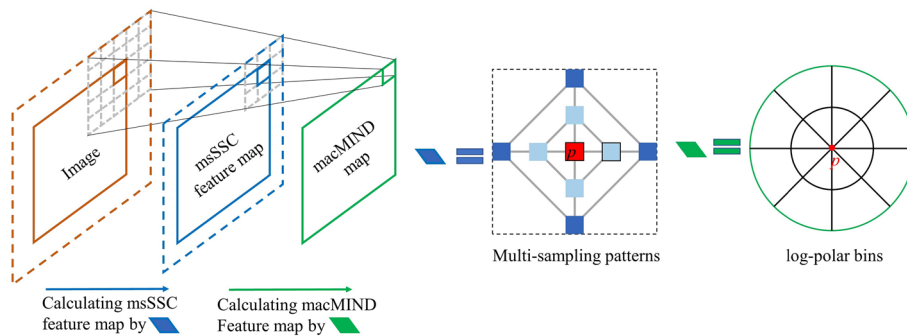 Image
msSSC
feature map
macMIND
map
p
p
Multi-sampling patterns
log-polar bins
Calculating msSSC
feature map by
Calculating macMIND
Feature map by